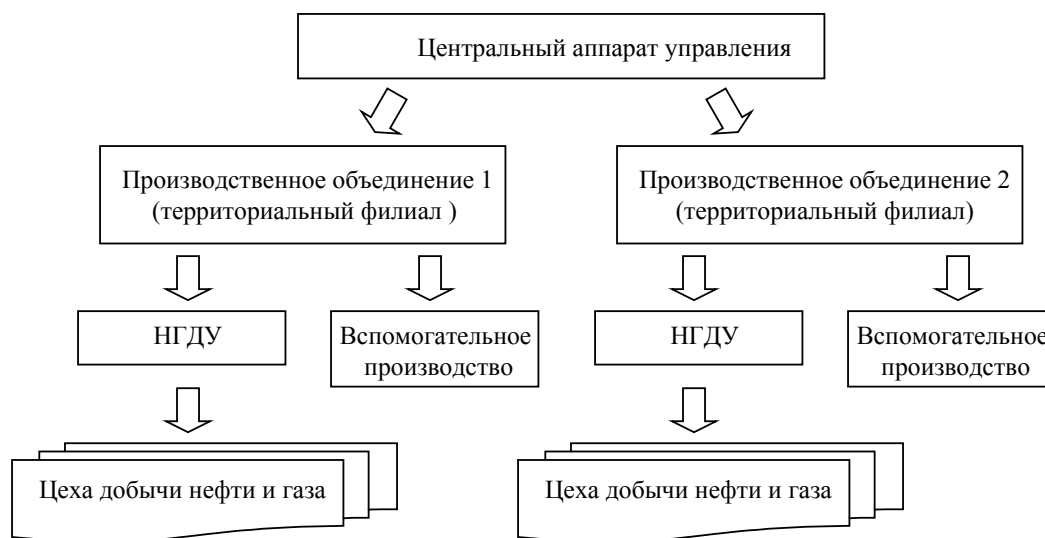 Центральный аппарат управления
Производственное объединение 1
(территориальный филиал )
Производственное объединение 2
(территориальный филиал)
НГДУ
Вспомогательное
производство
НГДУ
Вспомогательное
производство
Цеха добычи нефти и газа
Цеха добычи нефти и газа